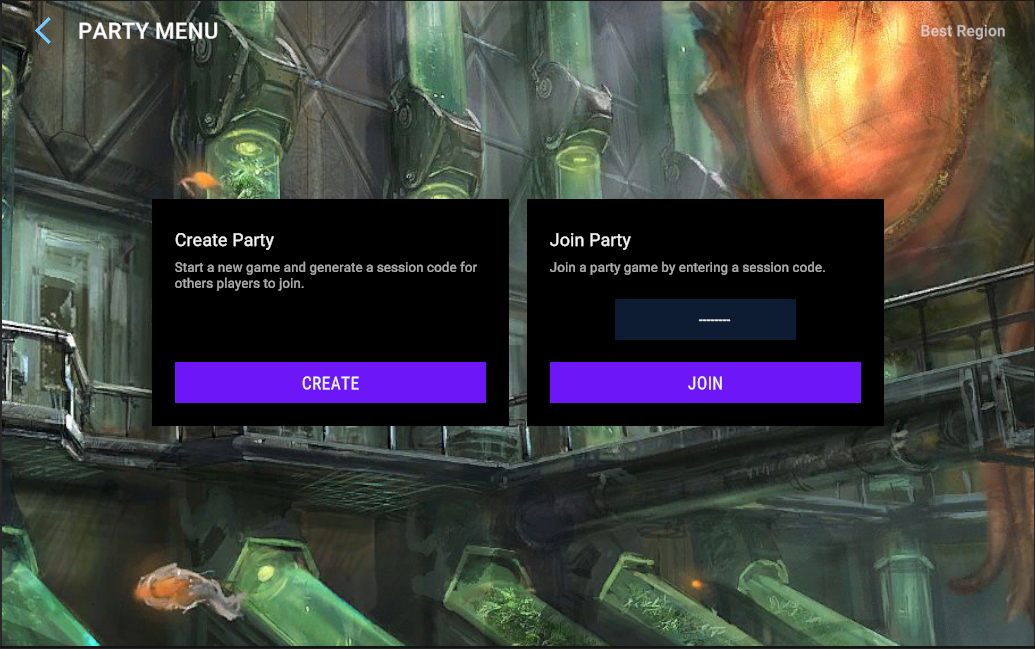 PARTY MENU
Best Region
Create Party
Start a new game and generate a session code for
others players to join.
CREATE
Join Party
Join a party game by entering a session code.
--------
JOIN